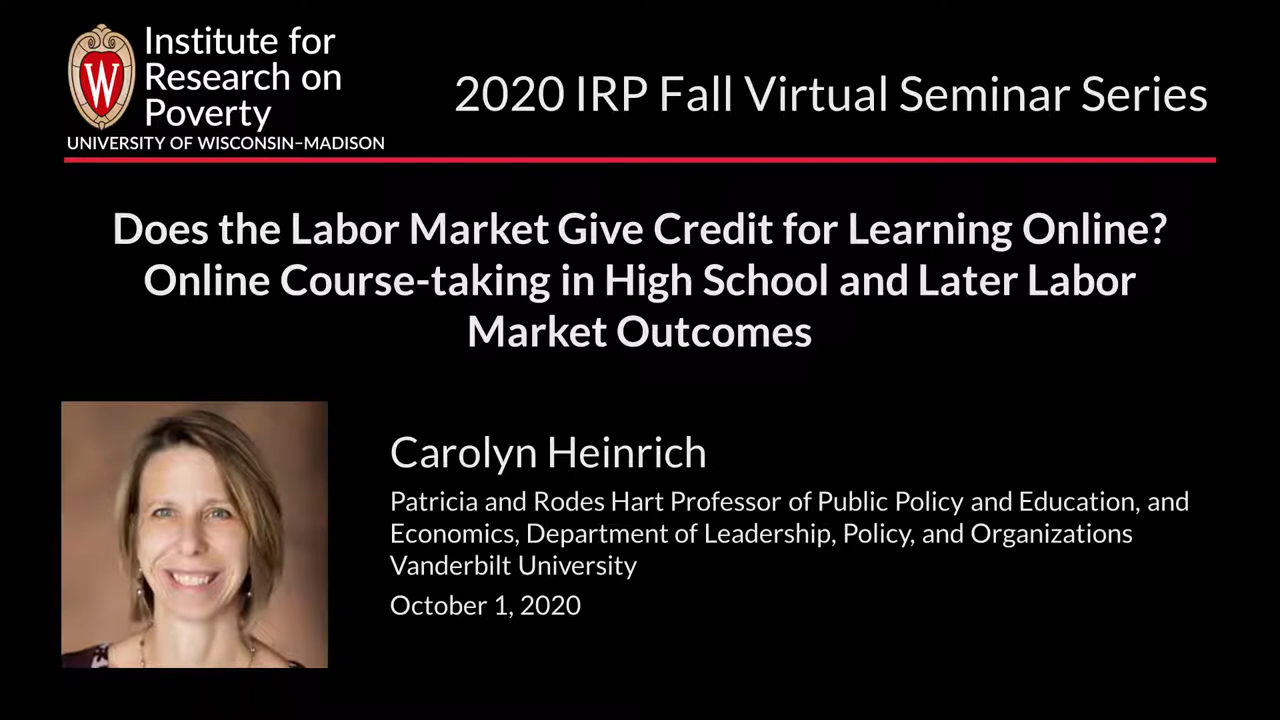 Institute for
Research on
Poverty
UNIVERSITY OF WISCONSIN–MADISON
W
2020 IRP Fall Virtual Seminar Series
Does the Labor Market Give Credit for Learning Online?
Online Course-taking in High School and Later Labor
Market Outcomes
Carolyn Heinrich
Patricia and Rodes Hart Professor of Public Policy and Education, and
Economics, Department of Leadership, Policy, and Organizations
Vanderbilt University
October 1, 2020